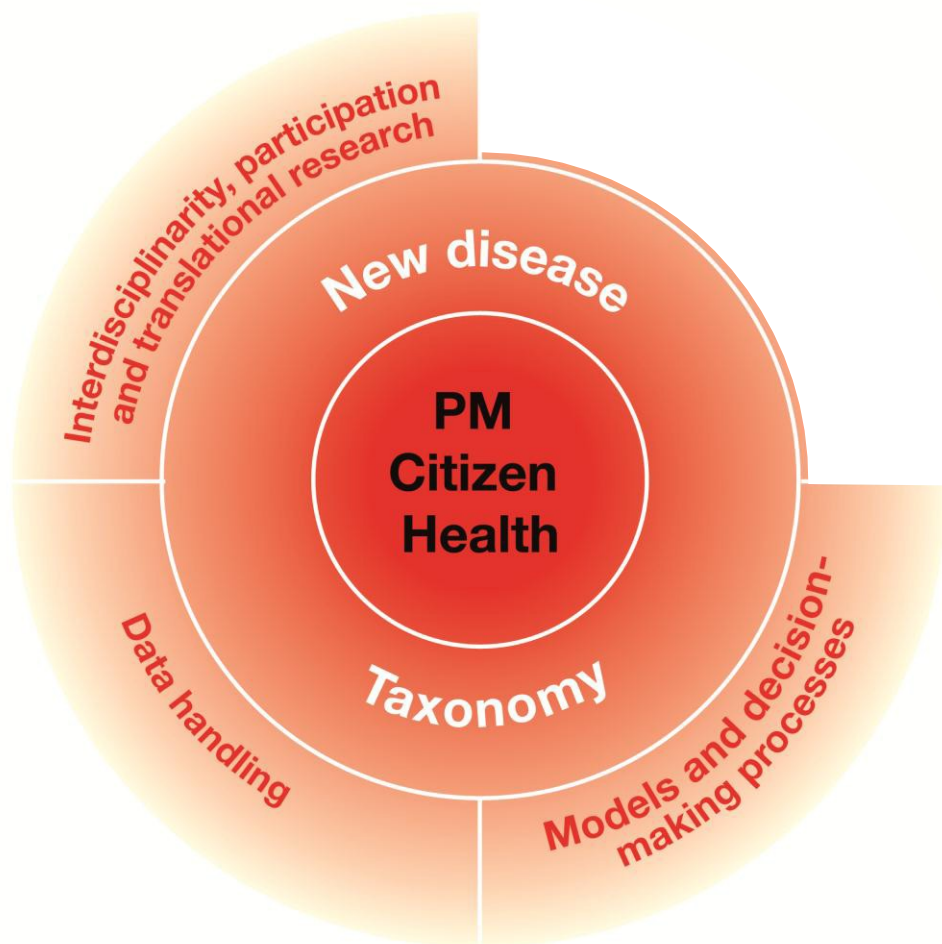 Interdisciplinarity, participation
and translational research
New disease
PM
Citizen
Health
Taxonomy
Data handling
Models and decision-
making processes